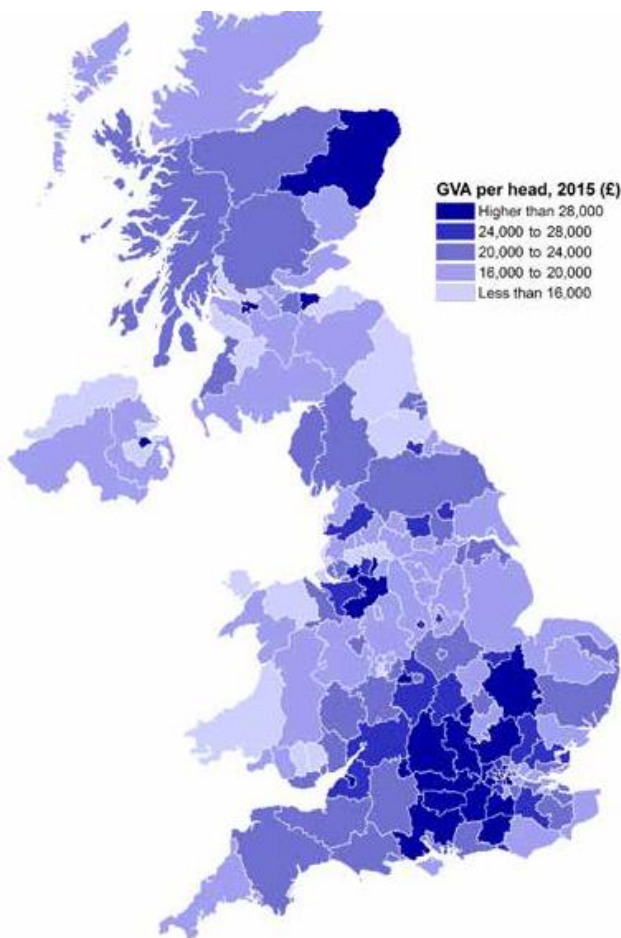 GVA per head, 2015 (£)
Higher than 28,000
24,000 to 28,000
20,000 to 24,000
16,000 to 20,000
Less than 16,000